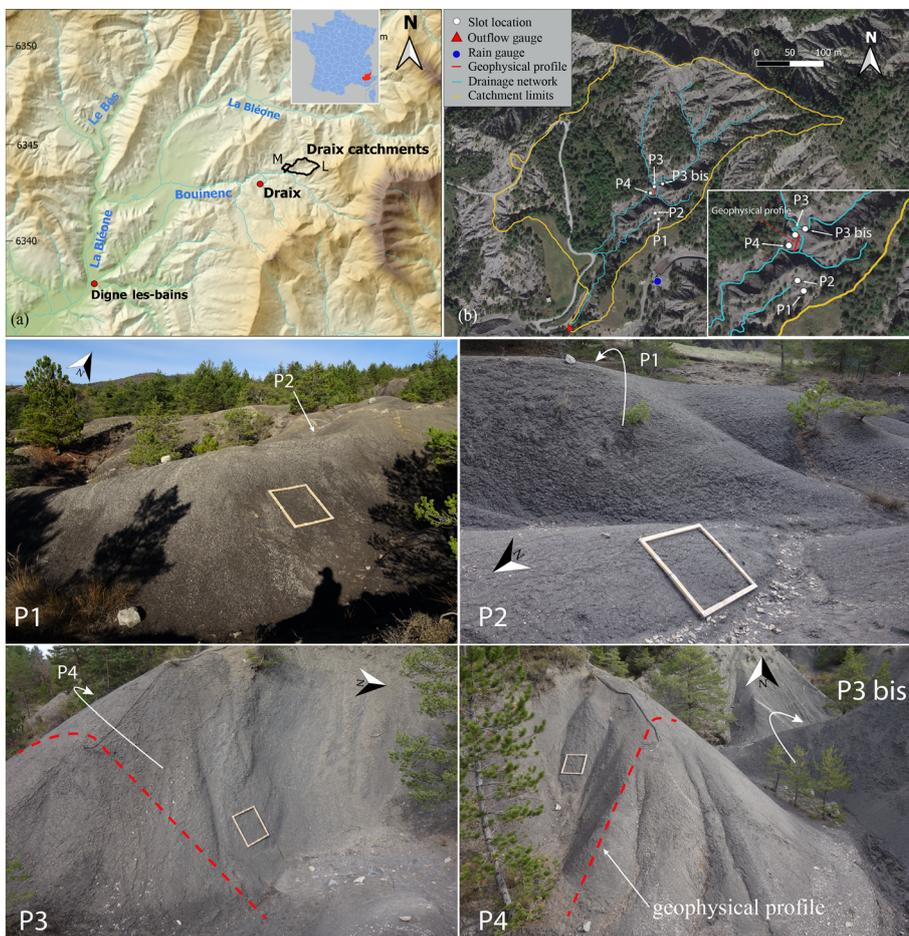 6350
6345
6340
m
N
Le Bès
La Bléone
Draix catchments
M
L
Bouinenc
Draix
La Bléone
Digne les-bains
(a)
Slot location
Outflow gauge
Rain gauge
Geophysical profile
Drainage network
Catchment limits
0 50 100 m
N
P3
P3 bis
P4
P2
P1
(b)
P3
Geophysical profile
P3 bis
P4
P2
P1
N
P2
P1
P1
N
P2
P4
N
P3
N
P3 bis
P4
geophysical profile